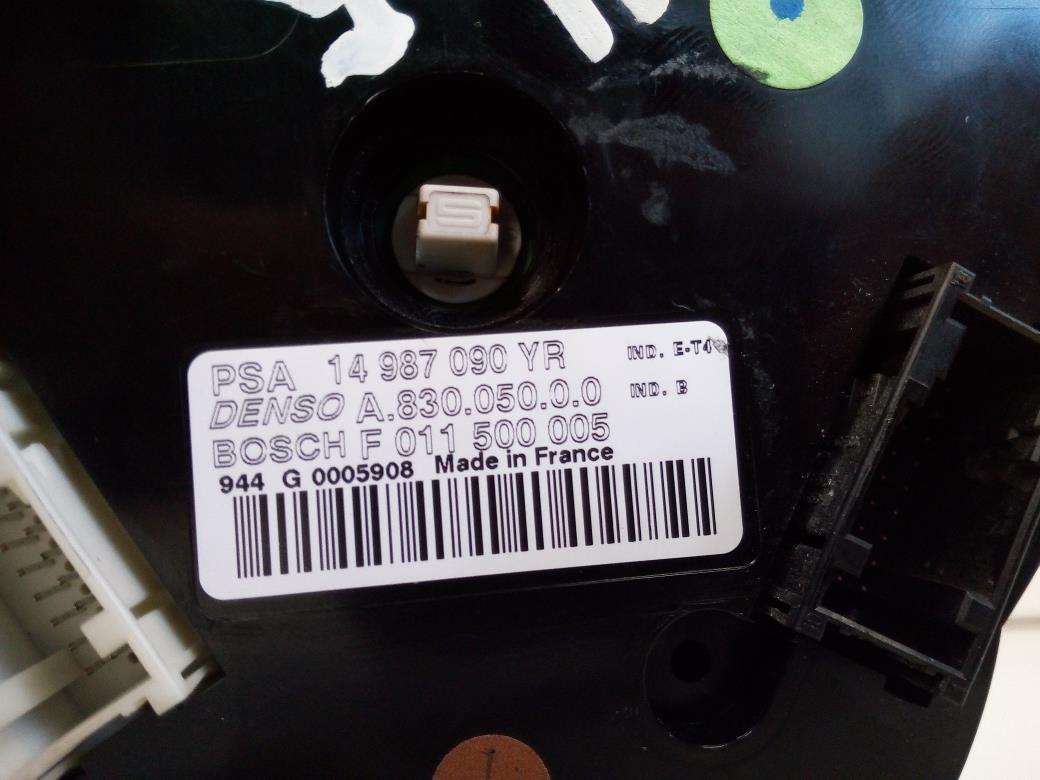 PSA 14 987 090 YR IND. E-T4
DENSO A.830.050.0.0 IND. B
BOSCH F 011 500 005
944 G 0005908 Made in France